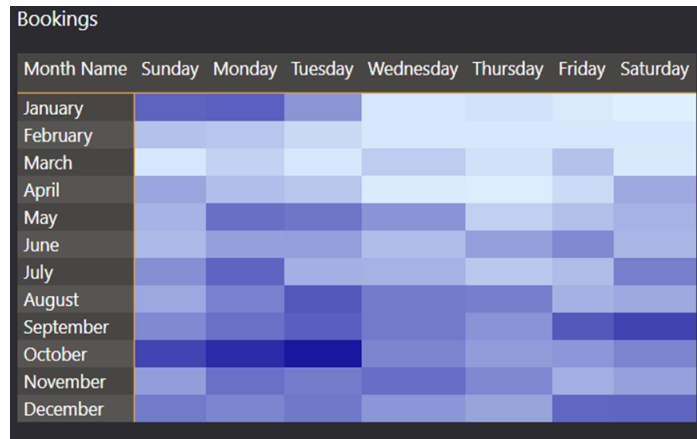 Bookings
Month Name Sunday Monday Tuesday Wednesday Thursday Friday Saturday
January
February
March
April
May
June
July
August
September
October
November
December